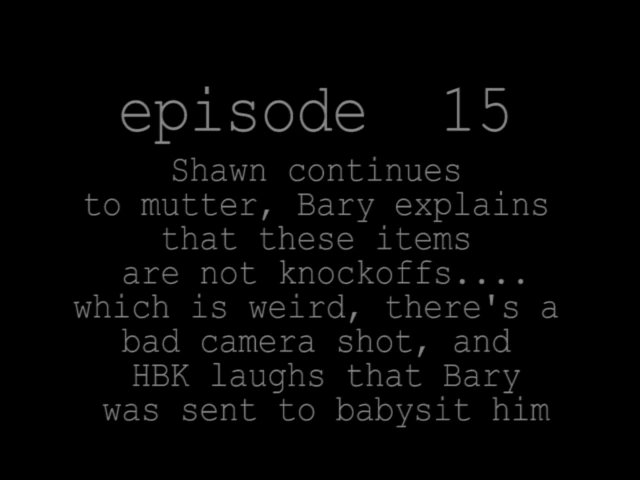 episode 15
Shawn continues
to mutter, Bary explains
that these items
are not knockoffs....
which is weird, there's a
bad camera shot, and
HBK laughs that Bary
was sent to babysit him